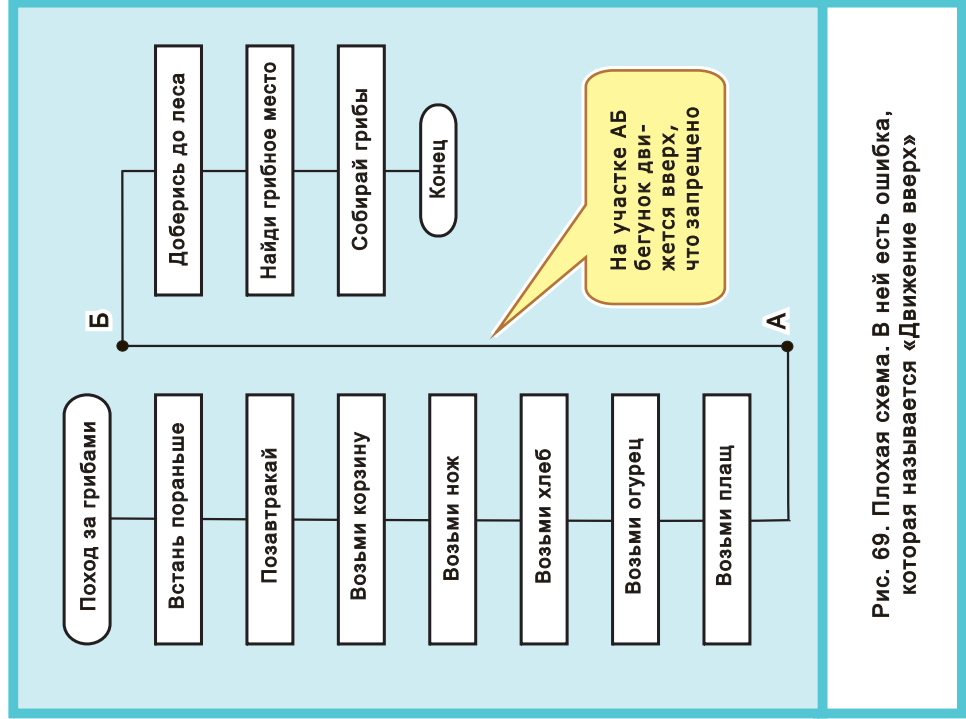 Поход за грибами
Встань пораньше
Позавтракай
Возьми корзину
Возьми нож
Возьми хлеб
Возьми огурец
Возьми плащ
А
Б
Доберись до леса
Найди грибное место
Собирай грибы
Конец
На участке АБ
бегунок дви-
жется вверх,
что запрещено
Рис. 69. Плохая схема. В ней есть ошибка,
которая называется «Движение вверх»